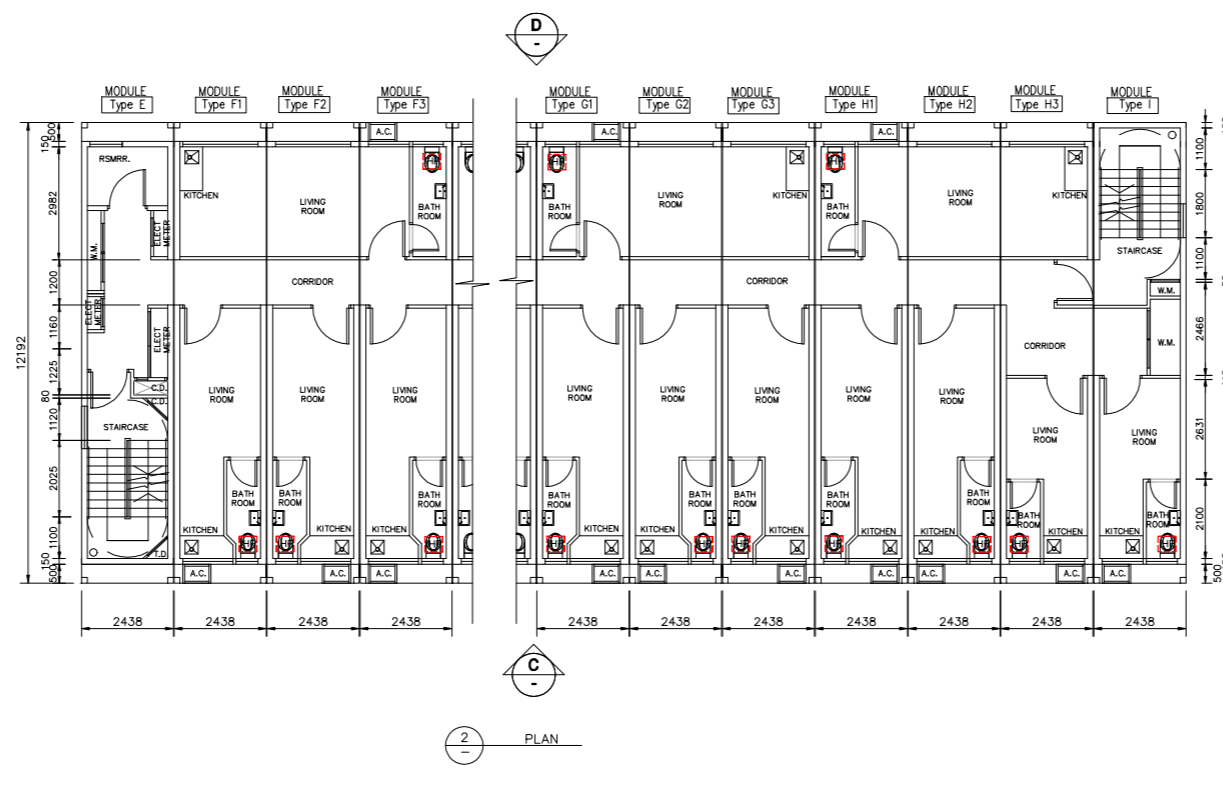 D
-
MODULE MODULE MODULE MODULE MODULE MODULE MODULE MODULE MODULE MODULE MODULE
Type E Type F1 Type F2 Type F3 Type G1 Type G2 Type G3 Type H1 Type H2 Type H3 Type I
A.C. A.C. A.C.
500
150
RSMRR.
KITCHEN
LIVING
ROOM
BATH
ROOM
BATH
ROOM
LIVING
ROOM
KITCHEN
BATH
ROOM
LIVING
ROOM
KITCHEN
1100
1800
2982
ELECT
METER
W.M.
STAIRCASE
1100
1200
CORRIDOR
CORRIDOR
W.M.
ELECT
METER
1160
ELECT
METER
CORRIDOR
W.M.
2466
12192
1225
C.D.
C.D.
80
LIVING
ROOM
LIVING
ROOM
LIVING
ROOM
LIVING
ROOM
LIVING
ROOM
LIVING
ROOM
LIVING
ROOM
LIVING
ROOM
1120
STAIRCASE
LIVING
ROOM
LIVING
ROOM
2631
2025
BATH
ROOM
BATH
ROOM
BATH
ROOM
BATH
ROOM
BATH
ROOM
BATH
ROOM
BATH
ROOM
BATH
ROOM
BATH
ROOM
BATH
ROOM
2100
1100
KITCHEN KITCHEN KITCHEN KITCHEN KITCHEN KITCHEN KITCHEN KITCHEN KITCHEN KITCHEN
T.D.
150
500
A.C. A.C. A.C. A.C. A.C. A.C. A.C. A.C. A.C. A.C.
500
2438 2438 2438 2438 2438 2438 2438 2438 2438 2438 2438
C
-
2
-
PLAN